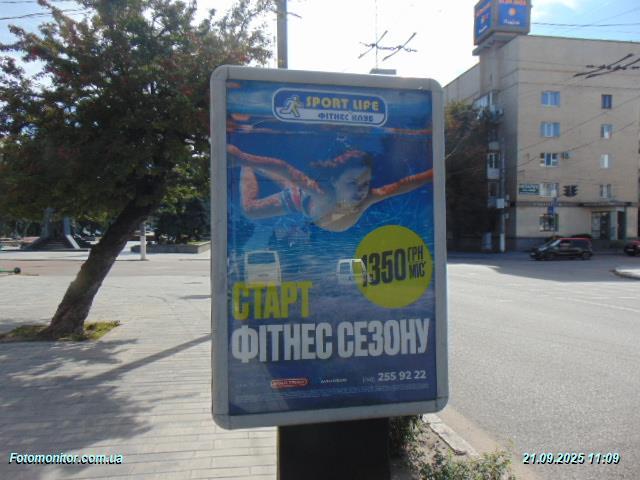 SPORT LIFE
ФІТНЕС КЛУБ
1350 ГРН
МІС
СТАРТ
ФІТНЕС СЕЗОНУ
255 92 22
Fotomonitor.com.ua
21.09.2025 11:09